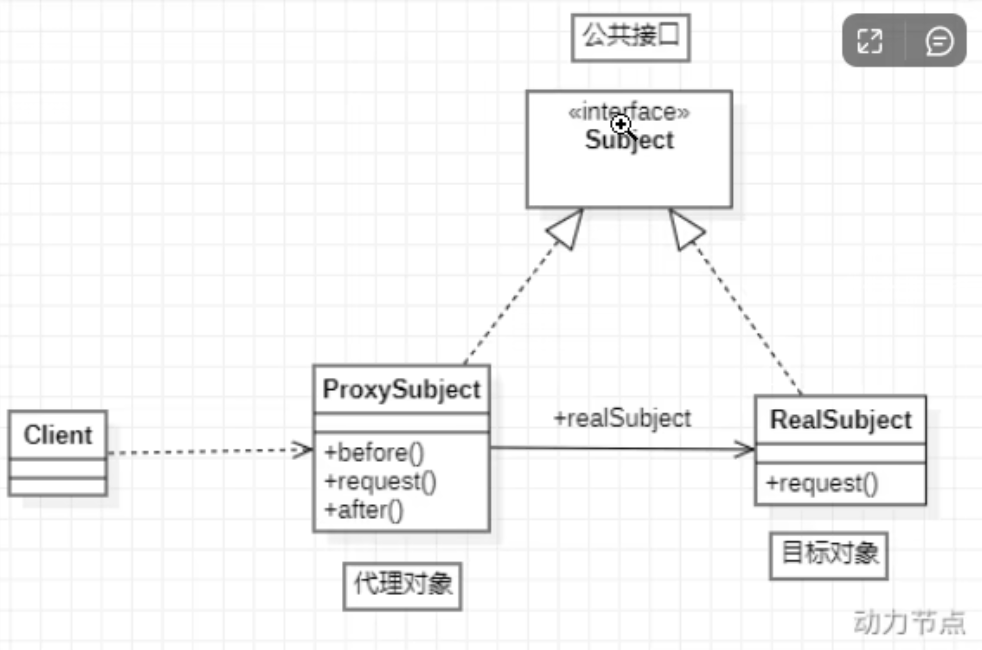 公共接口
«interface»
Subject
ProxySubject
+before()
+request()
+after()
代理对象
Client
+realSubject
RealSubject
+request()
目标对象
动力节点